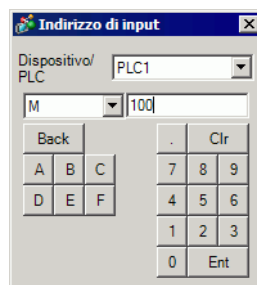 Indirizzo di input
Dispositivo/
PLC
PLC1
M 100
Back . Clr
A B C 7 8 9
D E F 4 5 6
1 2 3
0 Ent